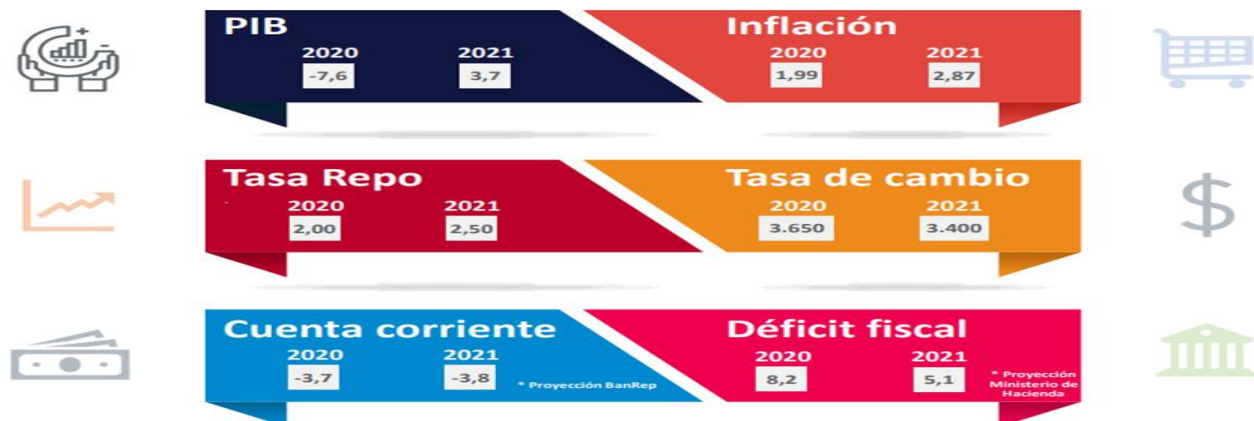 PIB
2020 2021
-7,6 3,7
Inflación
2020 2021
1,99 2,87
Tasa Repo
2020 2021
2,00 2,50
Tasa de cambio
2020 2021
3.650 3.400
Cuenta corriente
2020 2021
-3,7 -3,8
* Proyección BanRep
Déficit fiscal
2020 2021
8,2 5,1
* Proyección
Ministerio de
Hacienda